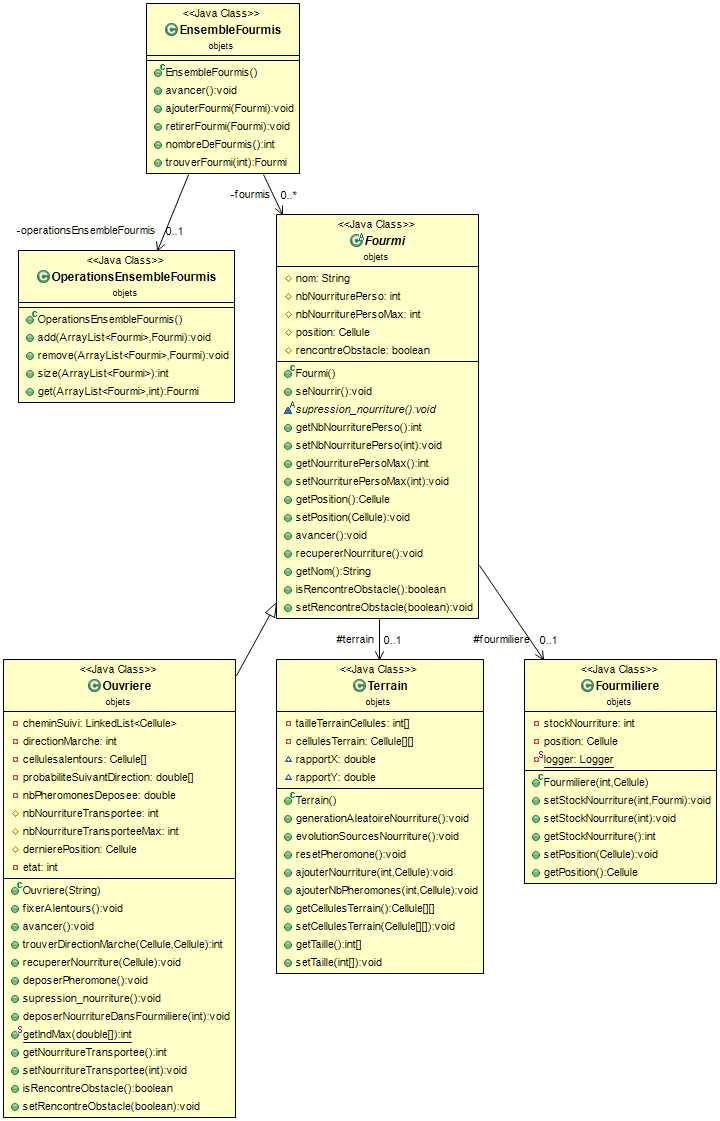 <<Java Class>>
EnsembleFourmis
objets
EnsembleFourmis()
avancer():void
ajouterFourmi(Fourmi):void
retirerFourmi(Fourmi):void
nombreDeFourmis():int
trouverFourmi(int):Fourmi
-fourmis 0..*
-operationsEnsembleFourmis 0..1
<<Java Class>>
OperationsEnsembleFourmis
objets
OperationsEnsembleFourmis()
add(ArrayList<Fourmi>,Fourmi):void
remove(ArrayList<Fourmi>,Fourmi):void
size(ArrayList<Fourmi>):int
get(ArrayList<Fourmi>,int):Fourmi
<<Java Class>>
Fourmi
objets
nom: String
nbNourriturePerso: int
nbNourriturePersoMax: int
position: Cellule
rencontreObstacle: boolean
Fourmi()
seNourrir():void
supression_nourriture():void
getNbNourriturePerso():int
setNbNourriturePerso(int):void
getNourriturePersoMax():int
setNourriturePersoMax(int):void
getPosition():Cellule
setPosition(Cellule):void
avancer():void
recupererNourriture():void
getNom():String
isRencontreObstacle():boolean
setRencontreObstacle(boolean):void
#terrain 0..1
#fourmiliere 0..1
<<Java Class>>
Ouvriere
objets
cheminSuivi: LinkedList<Cellule>
directionMarche: int
cellulesalentours: Cellule[]
probabiliteSuivantDirection: double[]
nbPheromonesDeposee: double
nbNourritureTransportee: int
nbNourritureTransporteeMax: int
dernierePosition: Cellule
etat: int
Ouvriere(String)
fixerAlentours():void
avancer():void
trouverDirectionMarche(Cellule,Cellule):int
recupererNourriture(Cellule):void
deposerPheromone():void
supression_nourriture():void
deposerNourritureDansFourmiliere(int):void
getIndMax(double[]):int
getNourritureTransportee():int
setNourritureTransportee(int):void
isRencontreObstacle():boolean
setRencontreObstacle(boolean):void
<<Java Class>>
Terrain
objets
tailleTerrainCellules: int[]
cellulesTerrain: Cellule[][]
rapportX: double
rapportY: double
Terrain()
generationAleatoireNourriture():void
evolutionSourcesNourriture():void
resetPheromone():void
ajouterNourriture(int,Cellule):void
ajouterNbPheromones(int,Cellule):void
getCellulesTerrain():Cellule[][]
setCellulesTerrain(Cellule[][]):void
getTaille():int[]
setTaille(int[]):void
<<Java Class>>
Fourmiliere
objets
stockNourriture: int
position: Cellule
logger: Logger
Fourmiliere(int,Cellule)
setStockNourriture(int,Fourmi):void
setStockNourriture(int):void
getStockNourriture():int
setPosition(Cellule):void
getPosition():Cellule